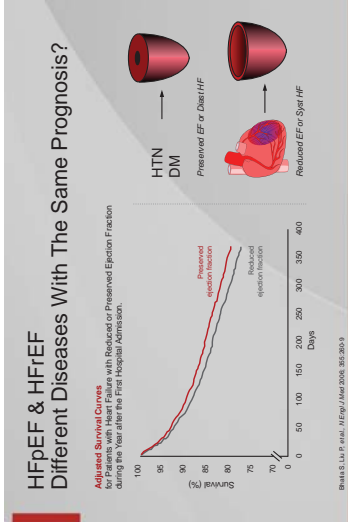 HFpEF & HFrEF
Different Diseases With The Same Prognosis?
Adjusted Survival Curves
for Patients with Heart Failure with Reduced or Preserved Ejection Fraction
during the Year after the First Hospital Admission.
100
95
90
85
80
75
70
0
Survival (%)
Preserved
ejection fraction
Reduced
ejection fraction
0
50
100
150
200
250
300
350
400
Days
HTN
DM
Preserved EF or Diast HF
Reduced EF or Syst HF
Bhatia S, Liu P, et al., N Engl J Med 2006; 355:260-9